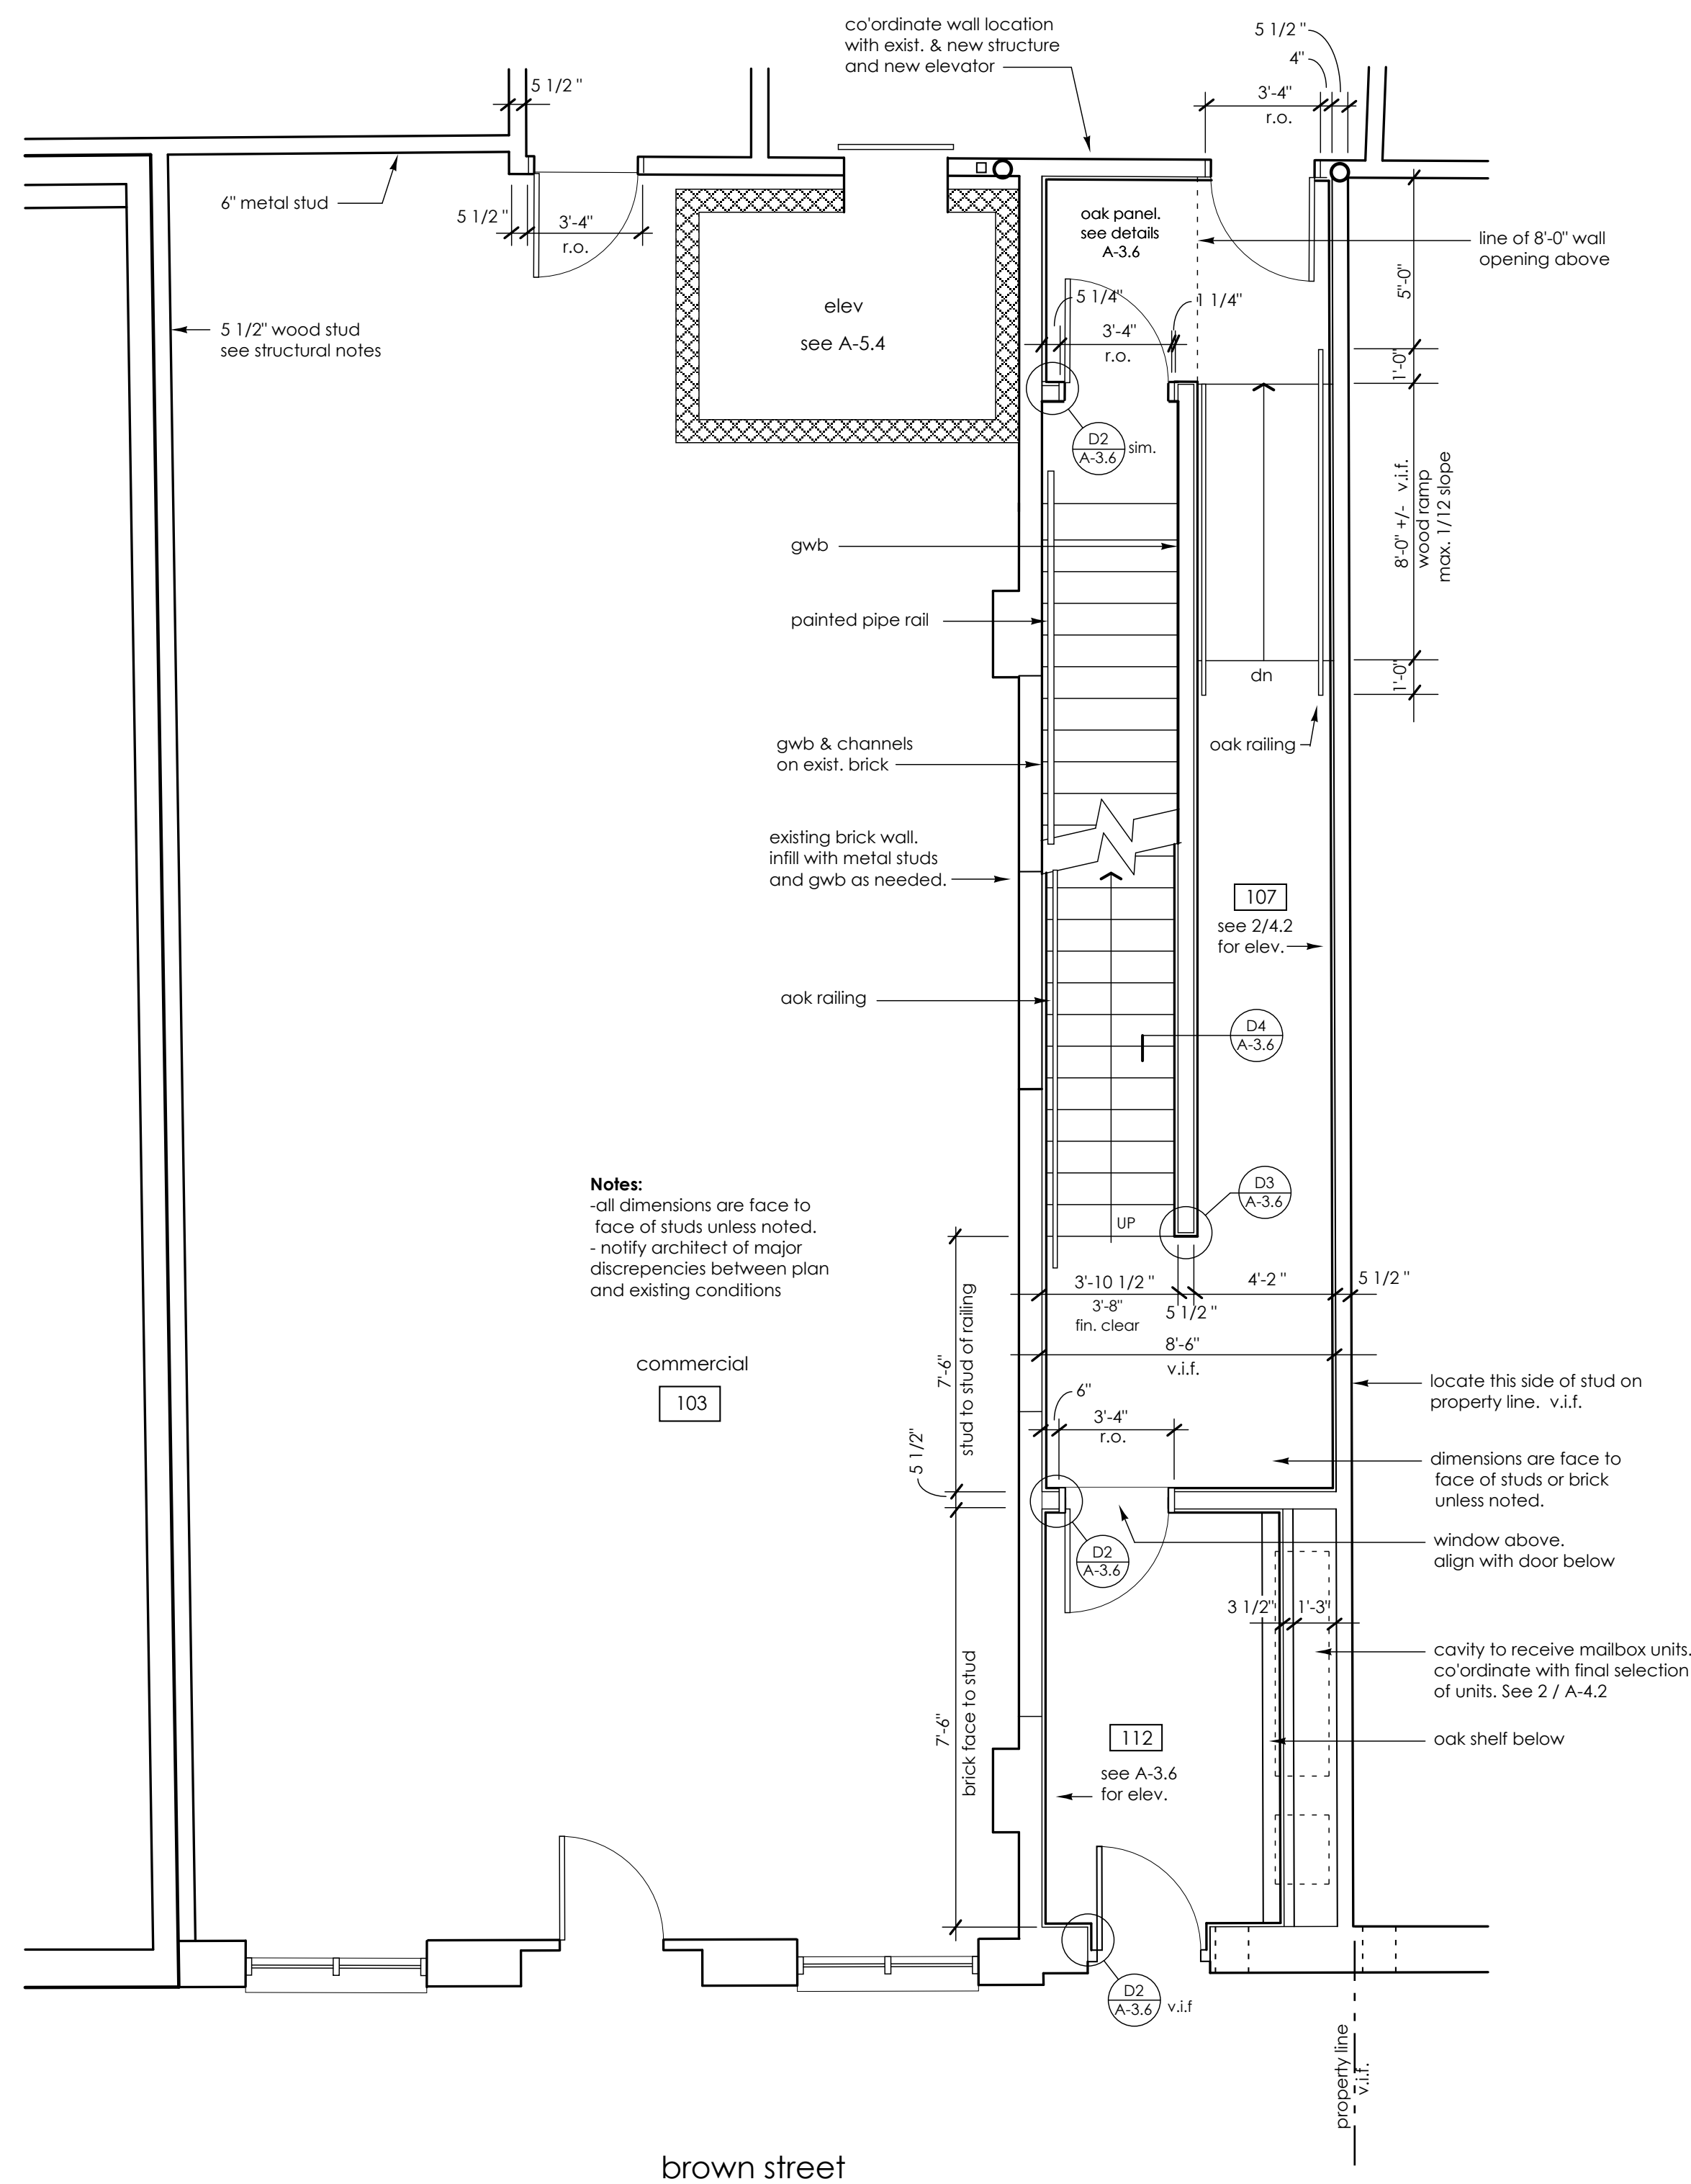 co'ordinate wall location
with exist. & new structure
and new elevator
5 1/2 "
4"
3'-4"
r.o.
5 1/2 "
6" metal stud
5 1/2 "
3'-4"
r.o.
oak panel.
see details
A-3.6
line of 8'-0" wall
opening above
5"-0"
5 1/2" wood stud
see structural notes
elev
see A-5.4
5 1/4"
1 1/4"
3'-4"
r.o.
1'-0"
D2
A-3.6
sim.
8'-0" +/- v.i.f.
wood ramp
max. 1/12 slope
gwb
painted pipe rail
dn
1'-0"
gwb & channels
on exist. brick
oak railing
existing brick wall.
infill with metal studs
and gwb as needed.
107
see 2/4.2
for elev.
aok railing
D4
A-3.6
Notes:
-all dimensions are face to
face of studs unless noted.
- notify architect of major
discrepencies between plan
and existing conditions
D3
A-3.6
UP
3'-10 1/2 "
4'-2 "
5 1/2 "
3'-8"
fin. clear
5 1/2 "
8'-6"
v.i.f.
7'-6"
stud to stud of railing
commercial
103
locate this side of stud on
property line. v.i.f.
6"
3'-4"
r.o.
5 1/2"
dimensions are face to
face of studs or brick
unless noted.
window above.
align with door below
D2
A-3.6
3 1/2"
1'-3"
cavity to receive mailbox units.
co'ordinate with final selection
of units. See 2 / A-4.2
7'-6"
brick face to stud
112
oak shelf below
see A-3.6
for elev.
D2
A-3.6
v.i.f
property line
v.i.f.
brown street